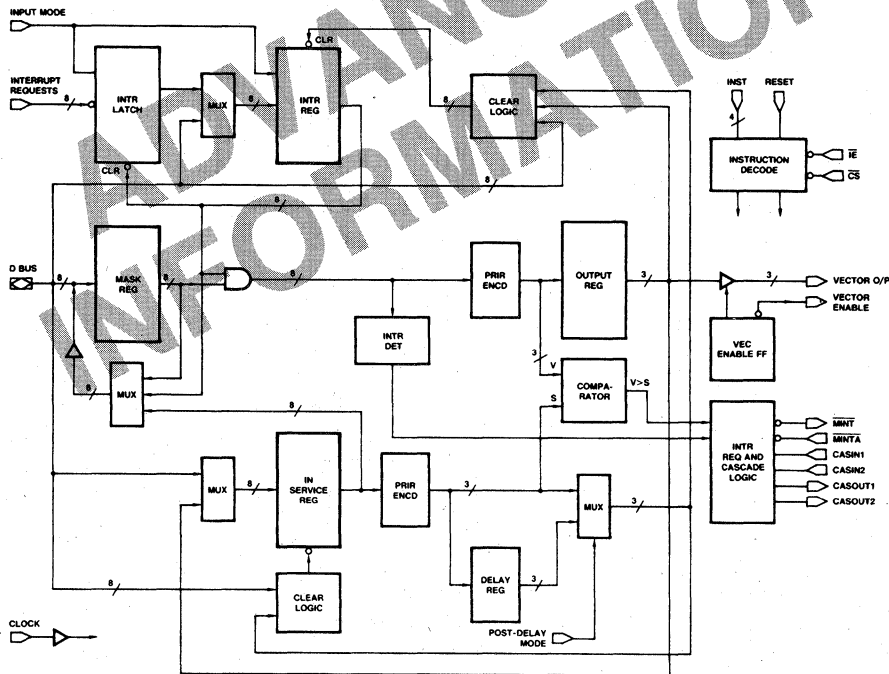 ADVANCE
INFORMATION
INPUT MODE
INTERRUPT
REQUESTS
8
INTR
LATCH
CLR
MUX
8
INTR
REG
CLR
8
CLEAR
LOGIC
INST
RESET
4
INSTRUCTION
DECODE
IE
CS
8
8
D BUS
8
MASK
REG
8
8
PRIR
ENCD
OUTPUT
REG
3
3
VECTOR O/P
VECTOR
ENABLE
VEC
ENABLE FF
INTR
DET
3
V
S
COMPA-
RATOR
V>S
8
MUX
8
INTR
REQ AND
CASCADE
LOGIC
MINT
MINTA
CASIN1
CASIN2
CASOUT1
CASOUT2
MUX
8
IN
SERVICE
REG
PRIR
ENCD
3
MUX
3
DELAY
REG
3
8
CLEAR
LOGIC
POST-DELAY
MODE
CLOCK